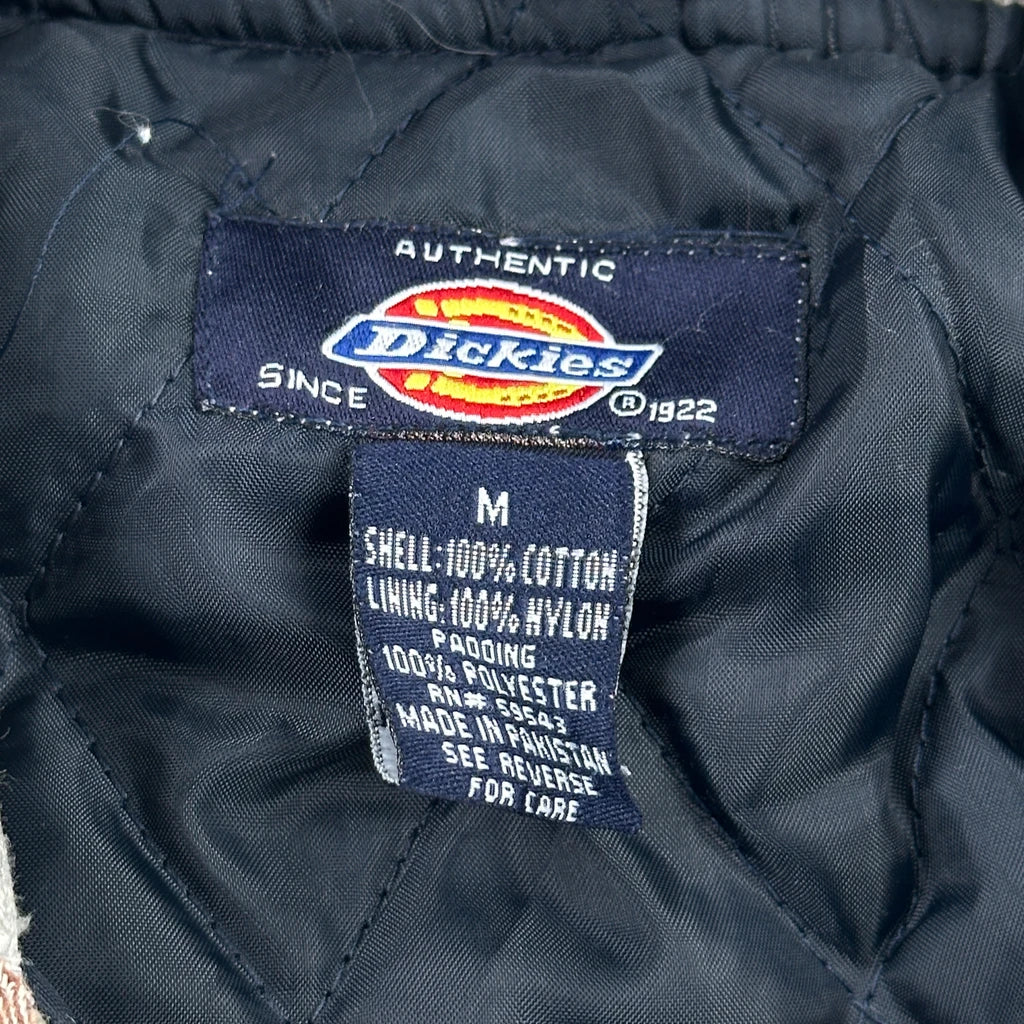 AUTHENTIC
Dickies
SINCE ® 1922
M
SHELL: 100% COTTON
LINING: 100% NYLON
PADDING
100% POLYESTER
RN# 59543
MADE IN PAKISTAN
SEE REVERSE
FOR CARE